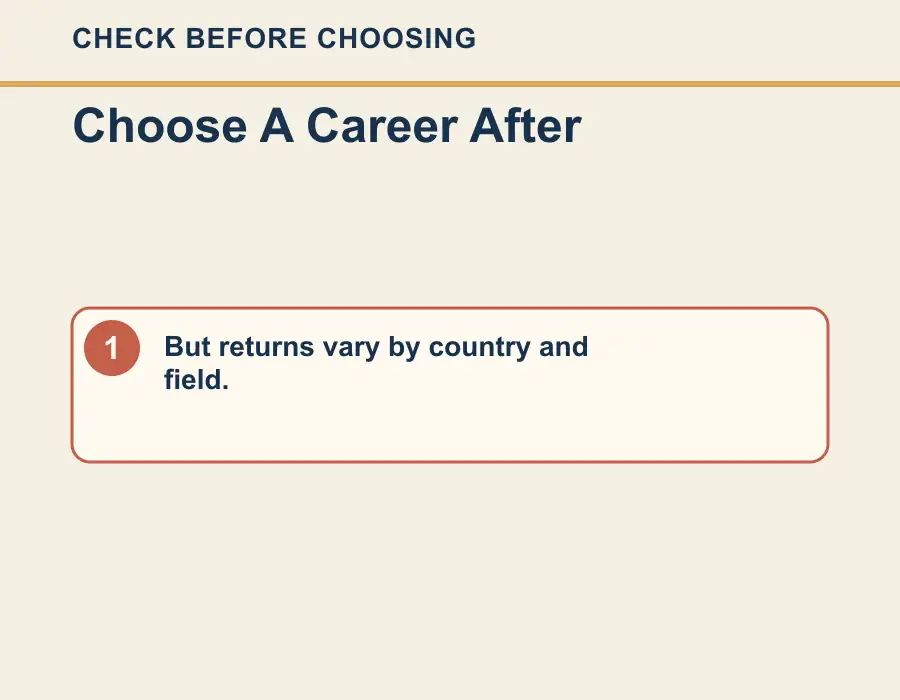 CHECK BEFORE CHOOSING
Choose A Career After
1
But returns vary by country and
field.